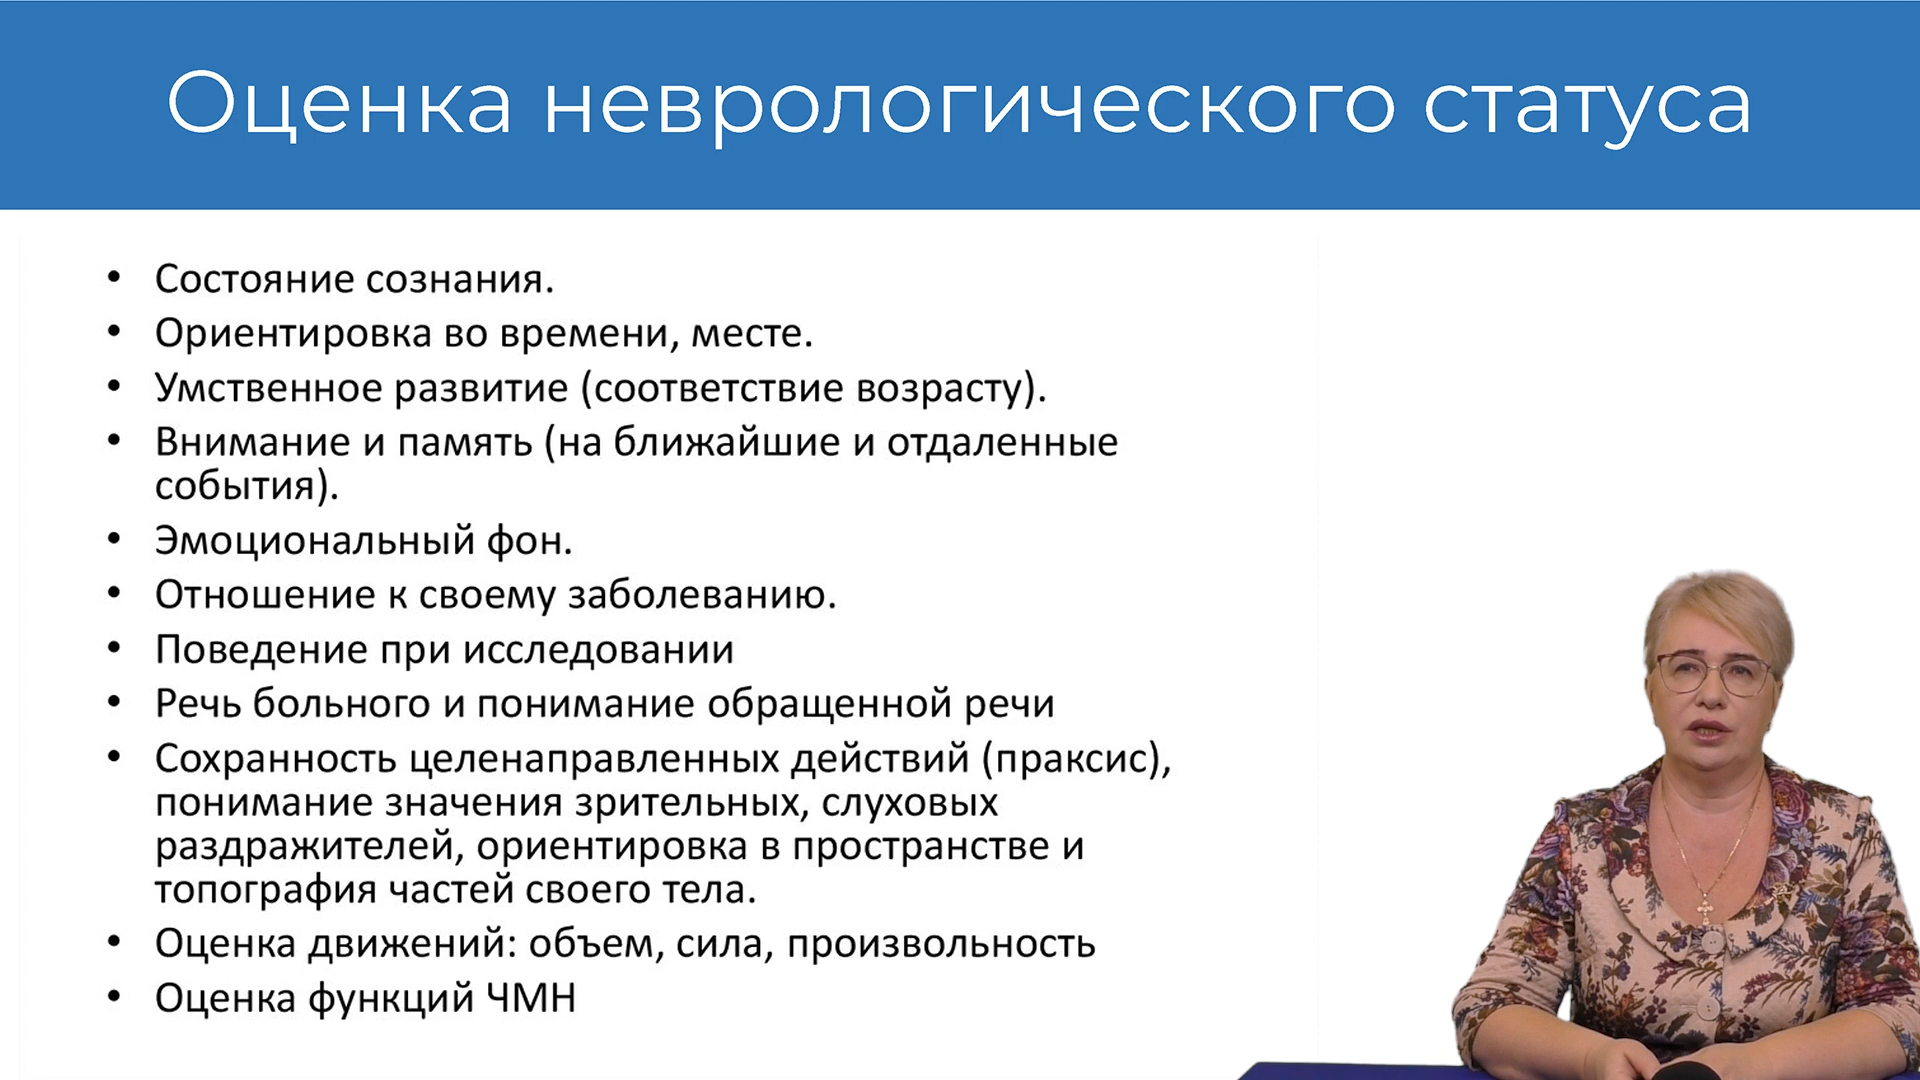 Оценка неврологического статуса
• Состояние сознания.
• Ориентировка во времени, месте.
• Умственное развитие (соответствие возрасту).
• Внимание и память (на ближайшие и отдаленные
события).
• Эмоциональный фон.
• Отношение к своему заболеванию.
• Поведение при исследовании
• Речь больного и понимание обращенной речи
• Сохранность целенаправленных действий (праксис),
понимание значения зрительных, слуховых
раздражителей, ориентировка в пространстве и
топография частей своего тела.
• Оценка движений: объем, сила, произвольность
• Оценка функций ЧМН